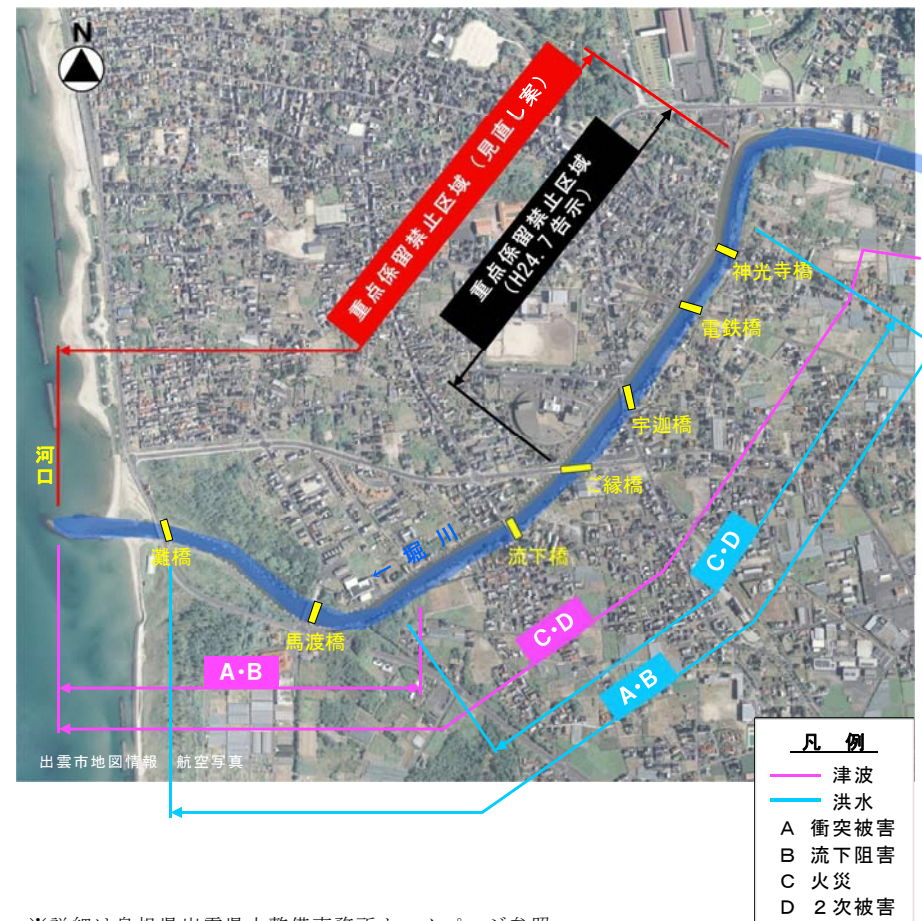 N
重点係留禁止区域（見直し案）
重点係留禁止区域
（H24.7告示）
神光寺橋
電鉄橋
宇迦橋
河口
ご縁橋
流下橋
←堀川
灘橋
馬渡橋
C・D
C・D
A・B
A・B
出雲市地図情報　航空写真
凡　例
津波
洪水
A　衝突被害
B　流下阻害
C　火災
D　２次被害